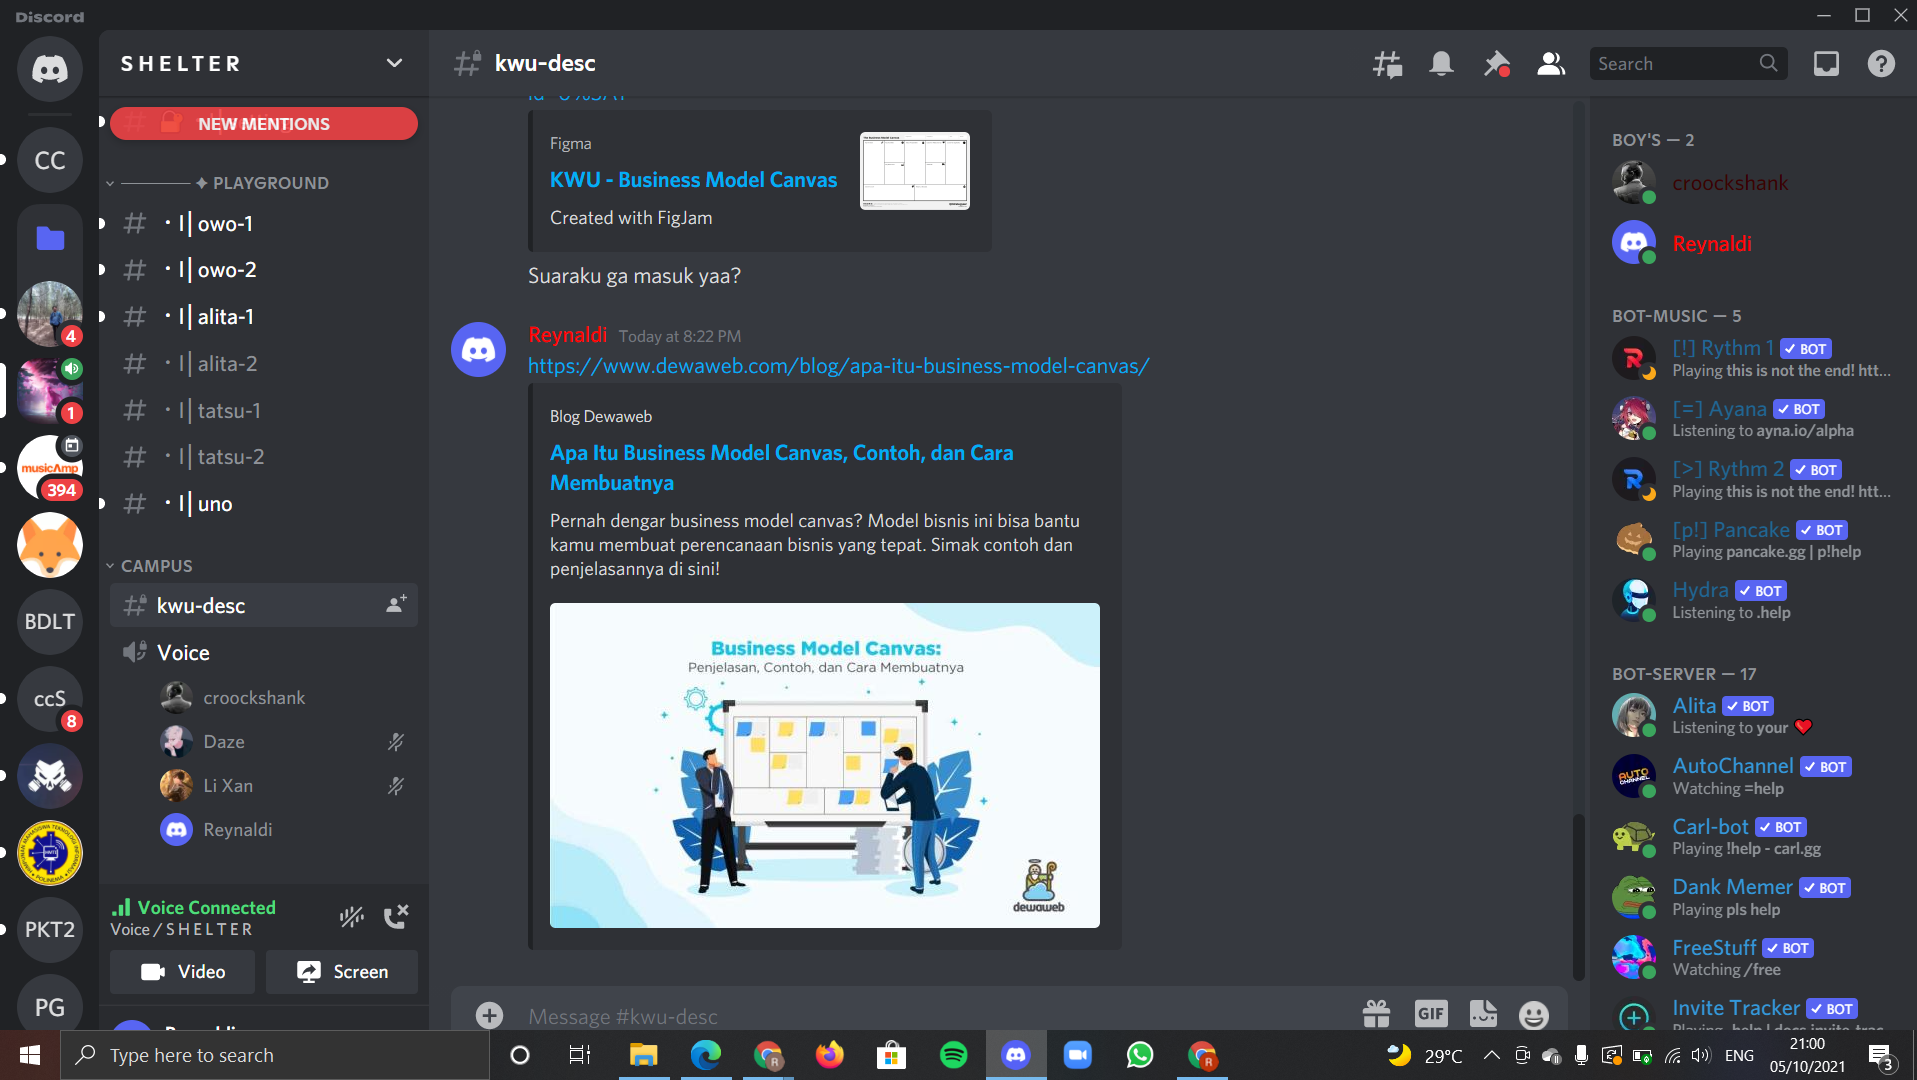 Discord
SHELTER
kwu-desc
Search
NEW MENTIONS
CC
PLAYGROUND
owo-1
owo-2
alita-1
alita-2
tatsu-1
tatsu-2
uno
4
1
musicAmp
394
BDLT
ccS
8
PKT2
PG
CAMPUS
kwu-desc
Voice
croockshank
Daze
Li Xan
Reynaldi
Voice Connected
Voice / SHELTER
Video
Screen
Figma
KWU - Business Model Canvas
Created with FigJam
Suaraku ga masuk yaa?
Reynaldi Today at 8:22 PM
https://www.dewaweb.com/blog/apa-itu-business-model-canvas/
Blog Dewaweb
Apa Itu Business Model Canvas, Contoh, dan Cara
Membuatnya
Pernah dengar business model canvas? Model bisnis ini bisa bantu
kamu membuat perencanaan bisnis yang tepat. Simak contoh dan
penjelasannya di sini!
Business Model Canvas:
Penjelasan, Contoh, dan Cara Membuatnya
dewaweb
Message #kwu-desc
GIF
BOY'S — 2
croockshank
Reynaldi
BOT-MUSIC — 5
[!] Rythm 1 BOT
Playing this is not the end! htt...
[=] Ayana BOT
Listening to ayna.io/alpha
[>] Rythm 2 BOT
Playing this is not the end! htt...
[p!] Pancake BOT
Playing pancake.gg | p!help
Hydra BOT
Listening to .help
BOT-SERVER — 17
Alita BOT
Listening to your
AutoChannel BOT
Watching =help
Carl-bot BOT
Playing !help - carl.gg
Dank Memer BOT
Playing pls help
FreeStuff BOT
Watching /free
Invite Tracker BOT
Type here to search
29°C
ENG
21:00
05/10/2021
3